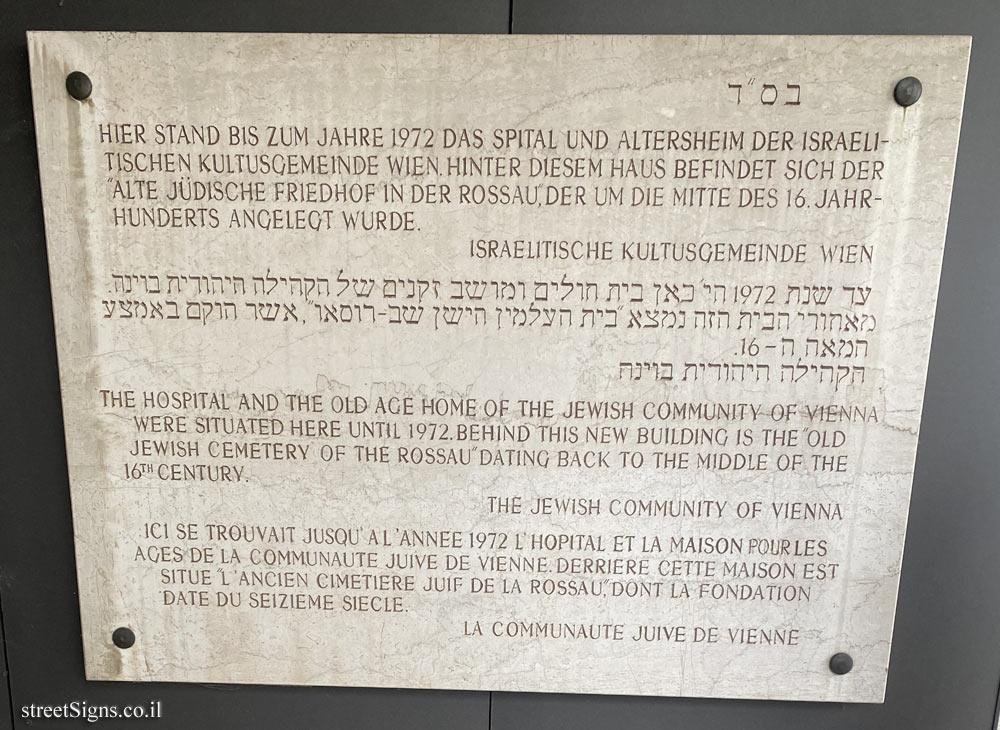 בס"ד
HIER STAND BIS ZUM JAHRE 1972 DAS SPITAL UND ALTERSHEIM DER ISRAELI-
TISCHEN KULTUSGEMEINDE WIEN. HINTER DIESEM HAUS BEFINDET SICH DER
"ALTE JÜDISCHE FRIEDHOF IN DER ROSSAU", DER UM DIE MITTE DES 16. JAHR-
HUNDERTS ANGELEGT WURDE.
ISRAELITISCHE KULTUSGEMEINDE WIEN
עד שנת 1972 הי' כאן בית חולים ומושב זקנים של הקהילה היהודית בוינה.
מאחורי הבית הזה נמצא "בית העלמין הישן שב-רוסאו", אשר הוקם באמצע
המאה ה-16.
הקהילה היהודית בוינה
THE HOSPITAL AND THE OLD AGE HOME OF THE JEWISH COMMUNITY OF VIENNA
WERE SITUATED HERE UNTIL 1972. BEHIND THIS NEW BUILDING IS THE "OLD
JEWISH CEMETERY OF THE ROSSAU" DATING BACK TO THE MIDDLE OF THE
16TH CENTURY.
THE JEWISH COMMUNITY OF VIENNA
ICI SE TROUVAIT JUSQU'A L'ANNEE 1972 L'HOPITAL ET LA MAISON POUR LES
AGES DE LA COMMUNAUTE JUIVE DE VIENNE. DERRIERE CETTE MAISON EST
SITUE "L'ANCIEN CIMETIERE JUIF DE LA ROSSAU", DONT LA FONDATION
DATE DU SEIZIEME SIECLE.
LA COMMUNAUTE JUIVE DE VIENNE
streetSigns.co.il